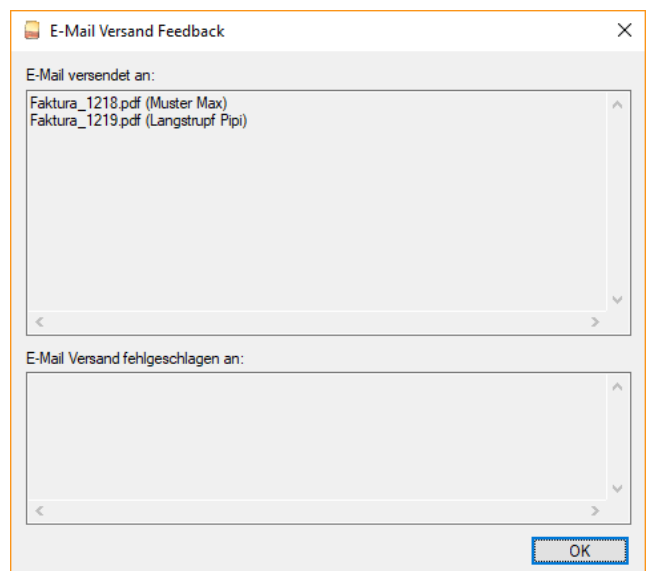 E-Mail Versand Feedback
E-Mail versendet an:
Faktura_1218.pdf (Muster Max)
Faktura_1219.pdf (Langstrupf Pipi)
E-Mail Versand fehlgeschlagen an:
OK